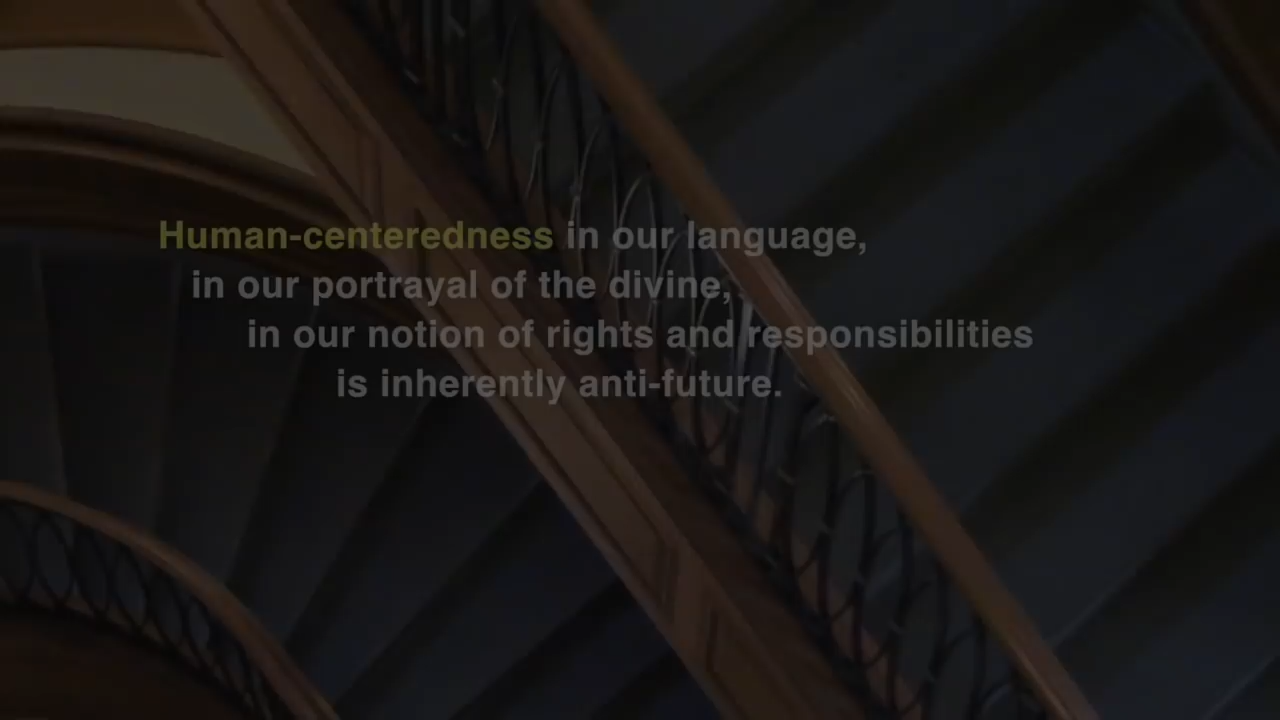 Human-centeredness in our language,
in our portrayal of the divine,
in our notion of rights and responsibilities
is inherently anti-future.